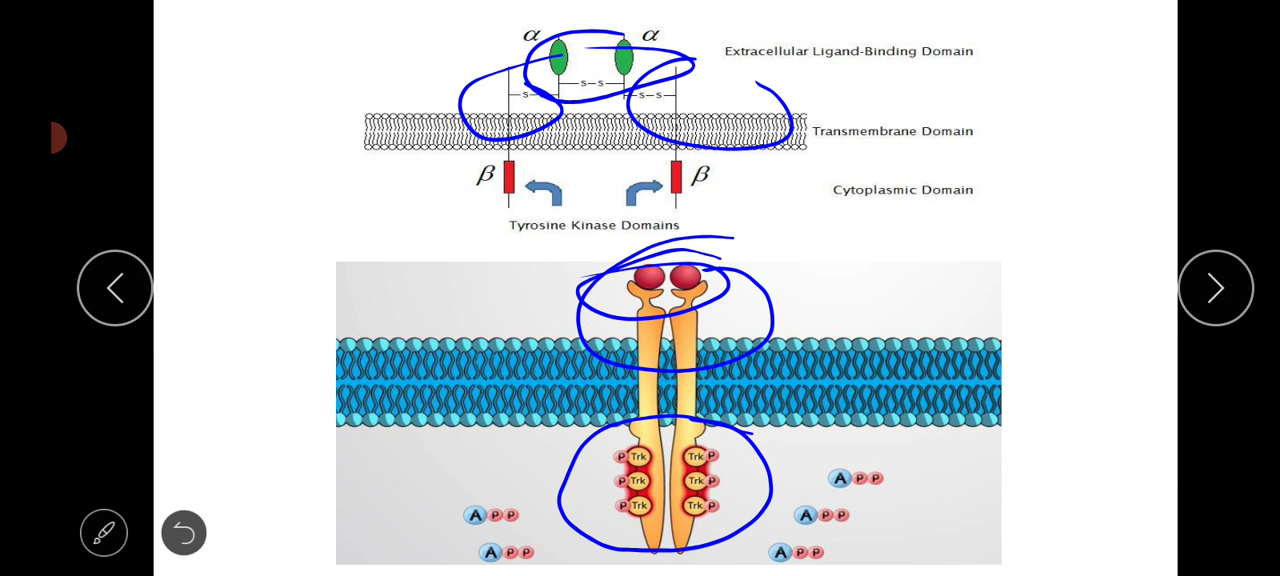 α α
Extracellular Ligand-Binding Domain
s–s
s s–s
Transmembrane Domain
β β
Cytoplasmic Domain
Tyrosine Kinase Domains
P Trk Trk P
P Trk Trk P
P Trk Trk P
A P P
A P P
A P P
A P P
A P P